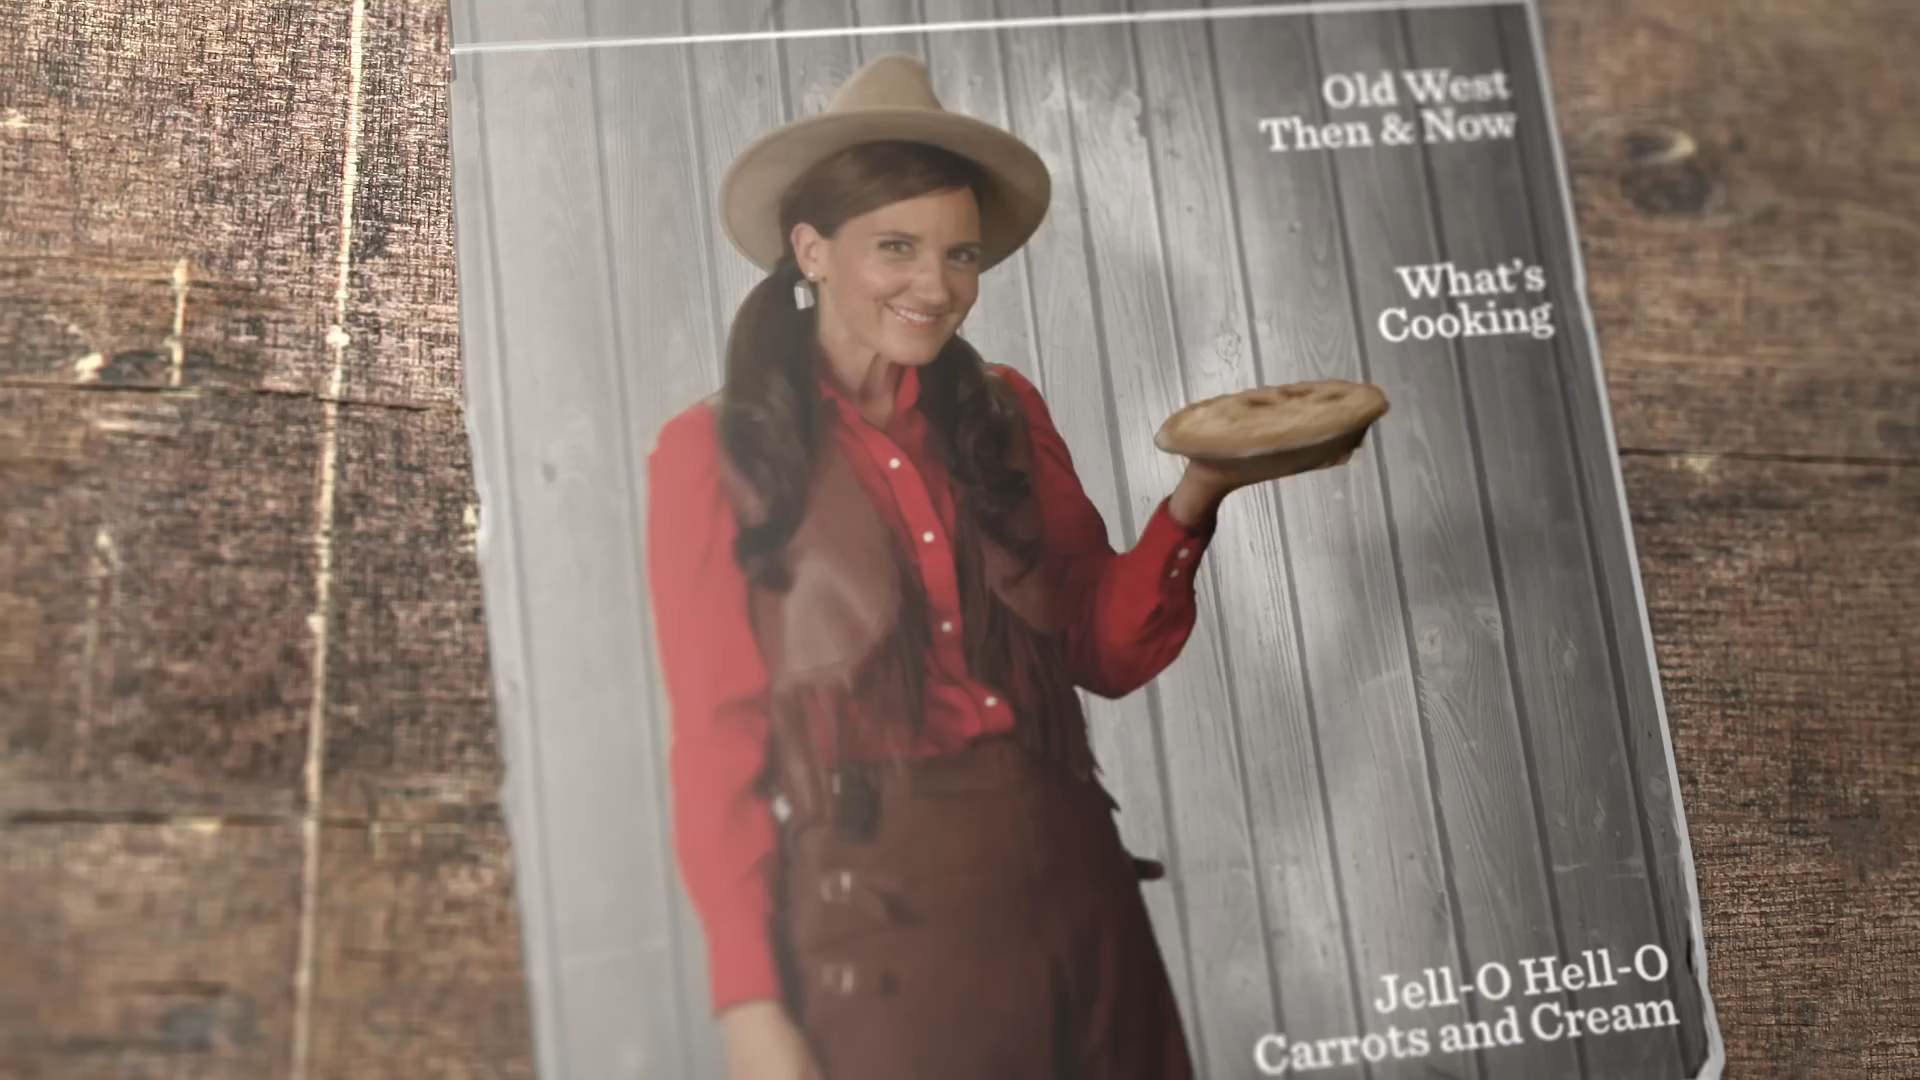 Old West
Then & Now
What's
Cooking
Jell-O Hell-O
Carrots and Cream